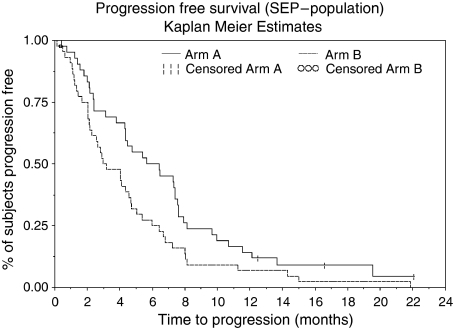 Progression free survival (SEP−population)
Kaplan Meier Estimates
Arm A Arm B
Censored Arm A Censored Arm B
% of subjects progression free
1.00
0.75
0.50
0.25
0.00
0 2 4 6 8 10 12 14 16 18 20 22 24
Time to progression (months)